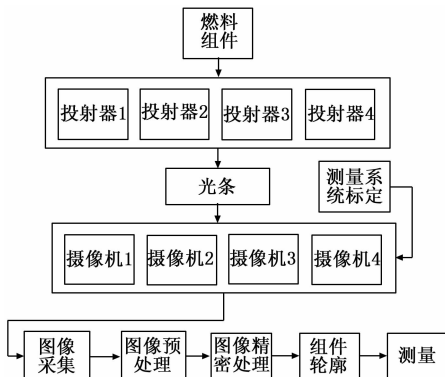 燃料
组件
投射器1 投射器2 投射器3 投射器4
光条
测量系
统标定
摄像机1 摄像机2 摄像机3 摄像机4
图像
采集
图像预
处理
图像精
密处理
组件
轮廓
测量